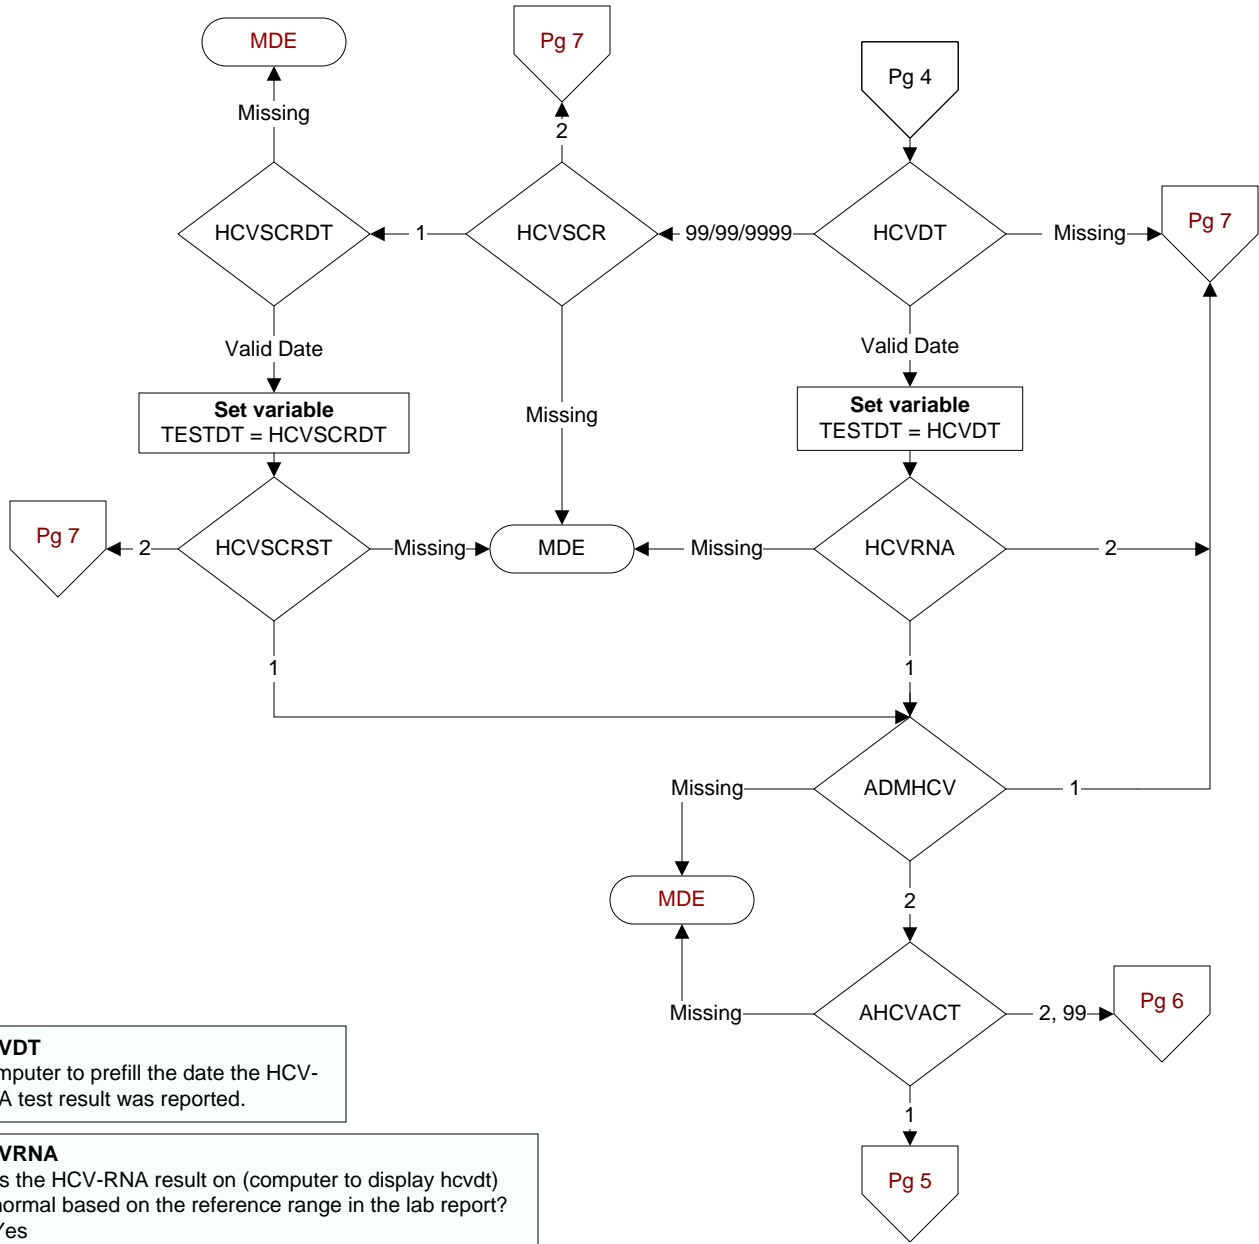 MDE
Pg 7
Pg 4
Missing
2
HCVSCRDT
1
HCVSCR
99/99/9999
HCVDT
Missing
Pg 7
Valid Date
Valid Date
Set variable
TESTDT = HCVSCRDT
Missing
Set variable
TESTDT = HCVDT
Pg 7
2
HCVSCRST
Missing
MDE
Missing
HCVRNA
2
1
1
Missing
ADMHCV
1
MDE
2
Missing
AHCVACT
2, 99
Pg 6
1
Pg 5
VDT
mputer to prefill the date the HCV-
A test result was reported.
VRNA
s the HCV-RNA result on (computer to display hcvdt)
normal based on the reference range in the lab report?
Yes